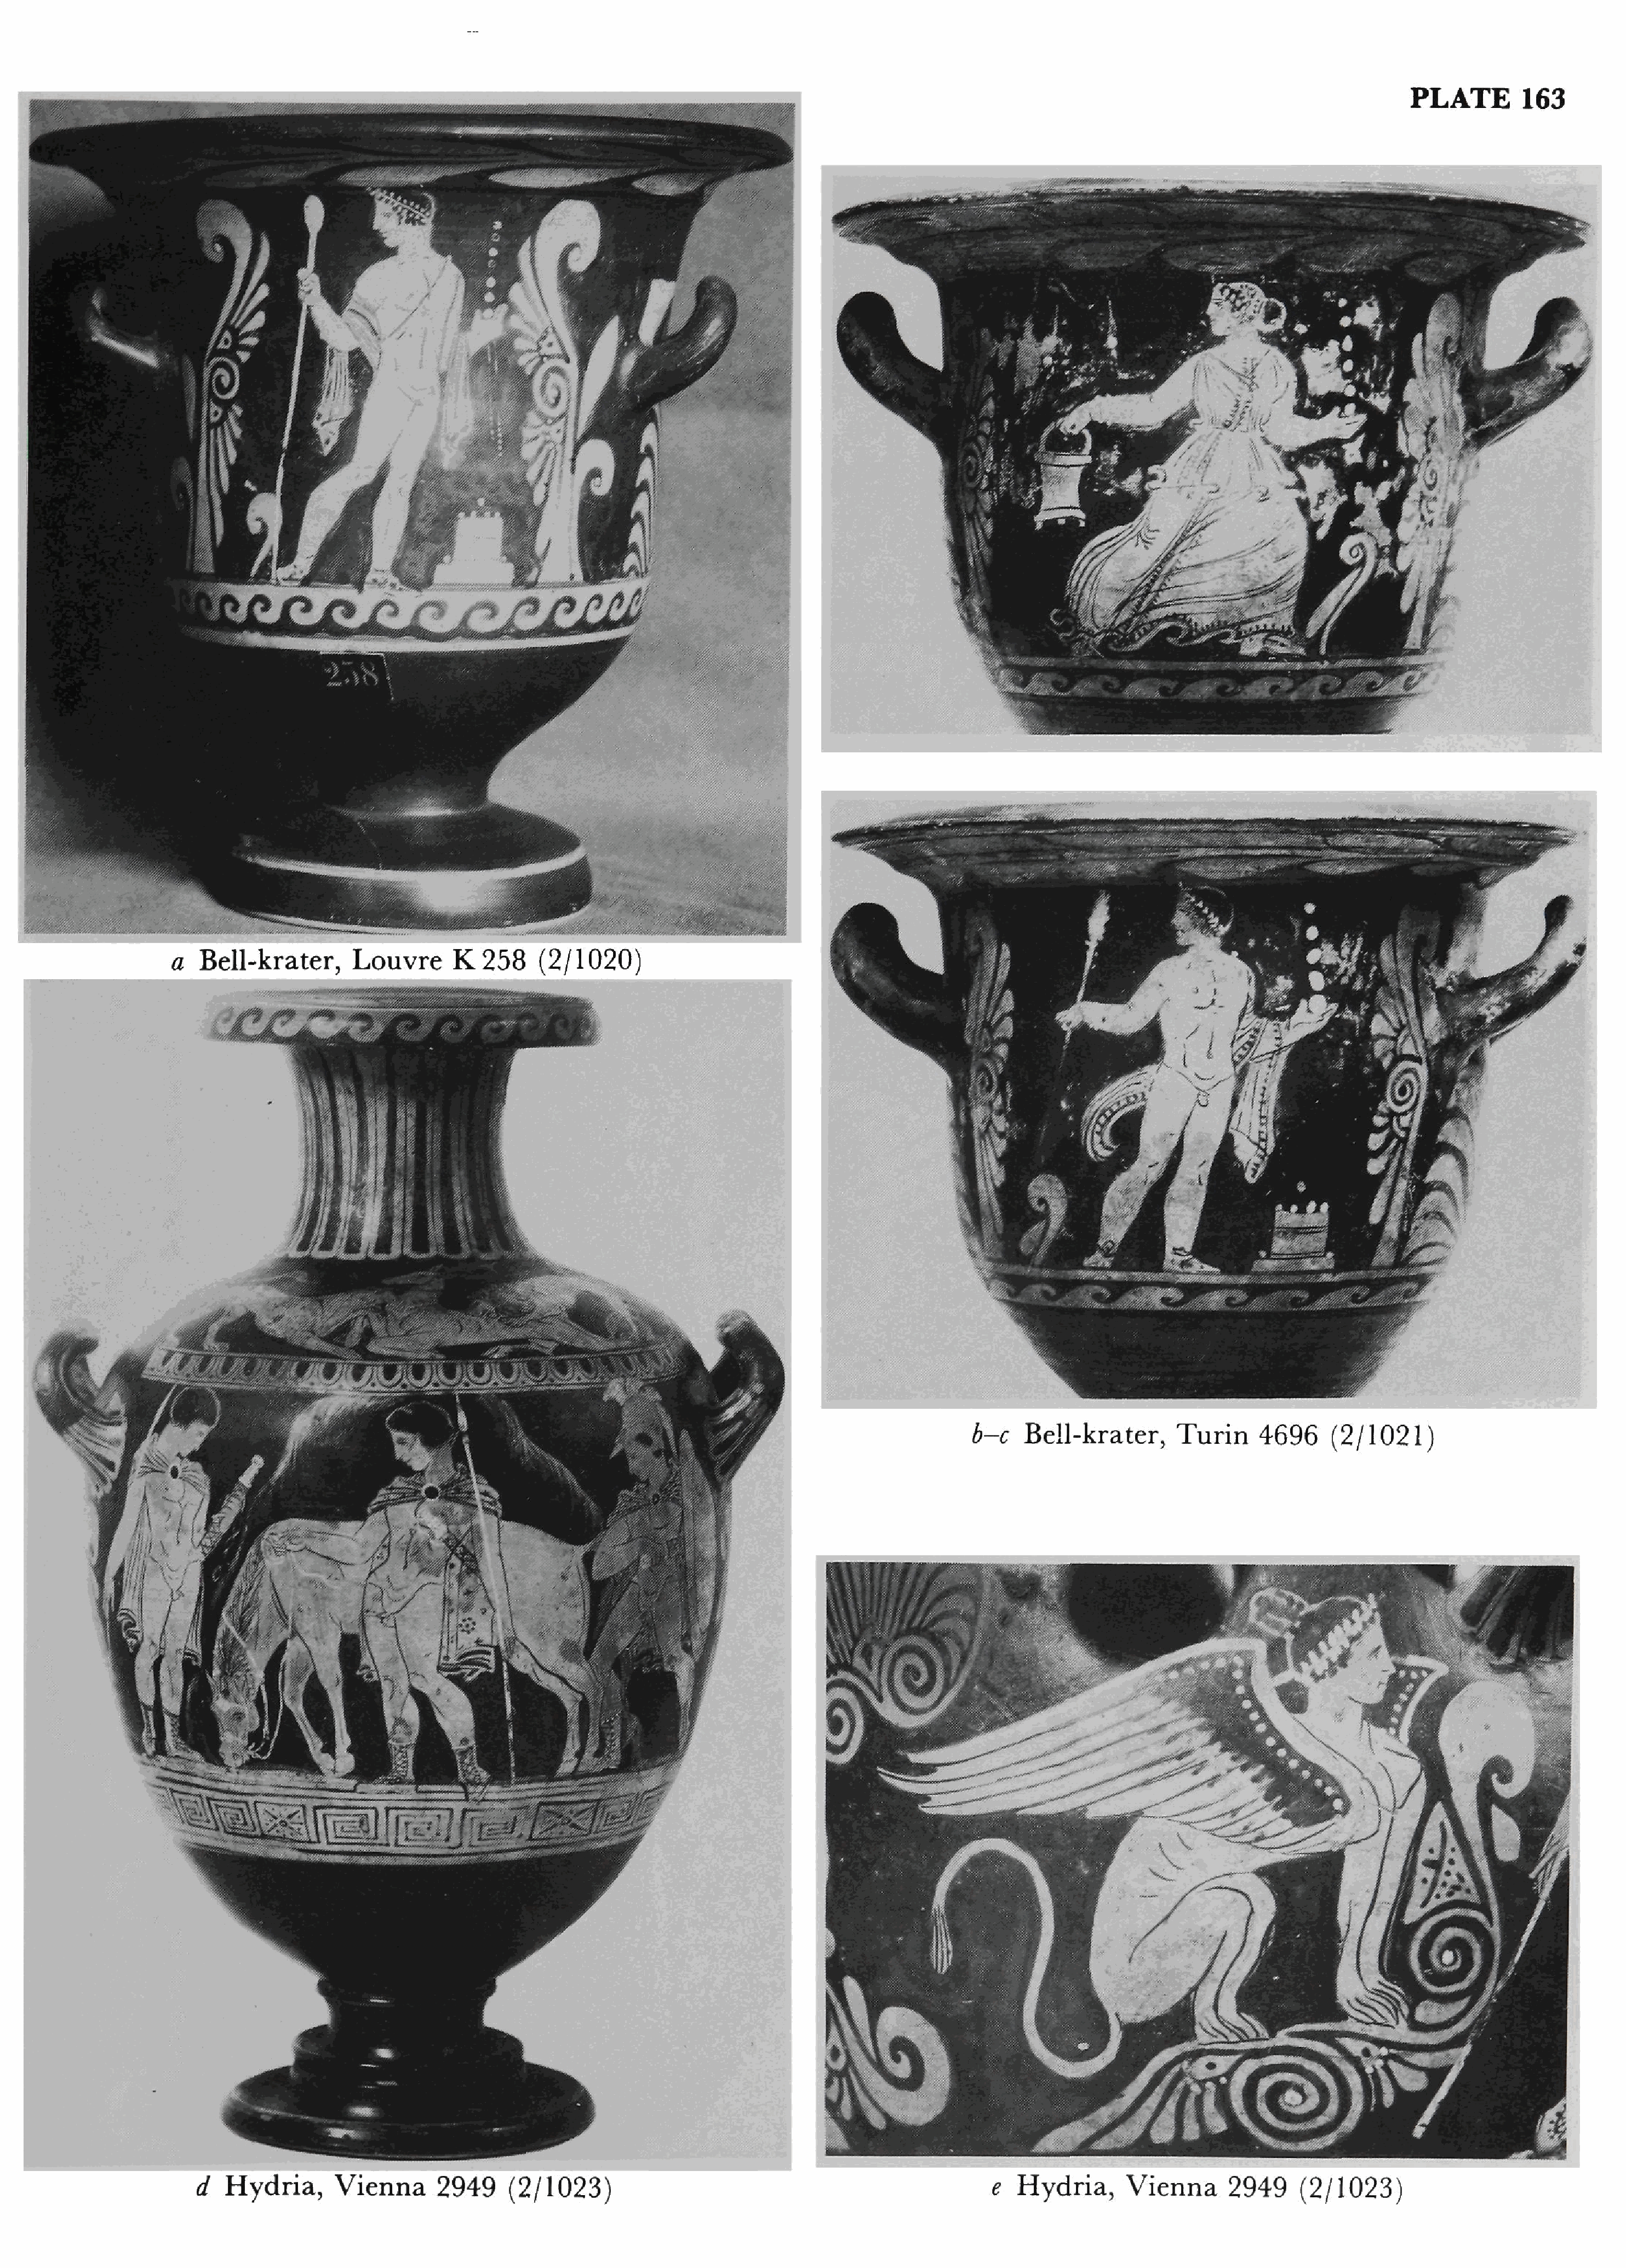 PLATE 163
258
a Bell-krater, Louvre K 258 (2/1020)
b–c Bell-krater, Turin 4696 (2/1021)
d Hydria, Vienna 2949 (2/1023)
e Hydria, Vienna 2949 (2/1023)